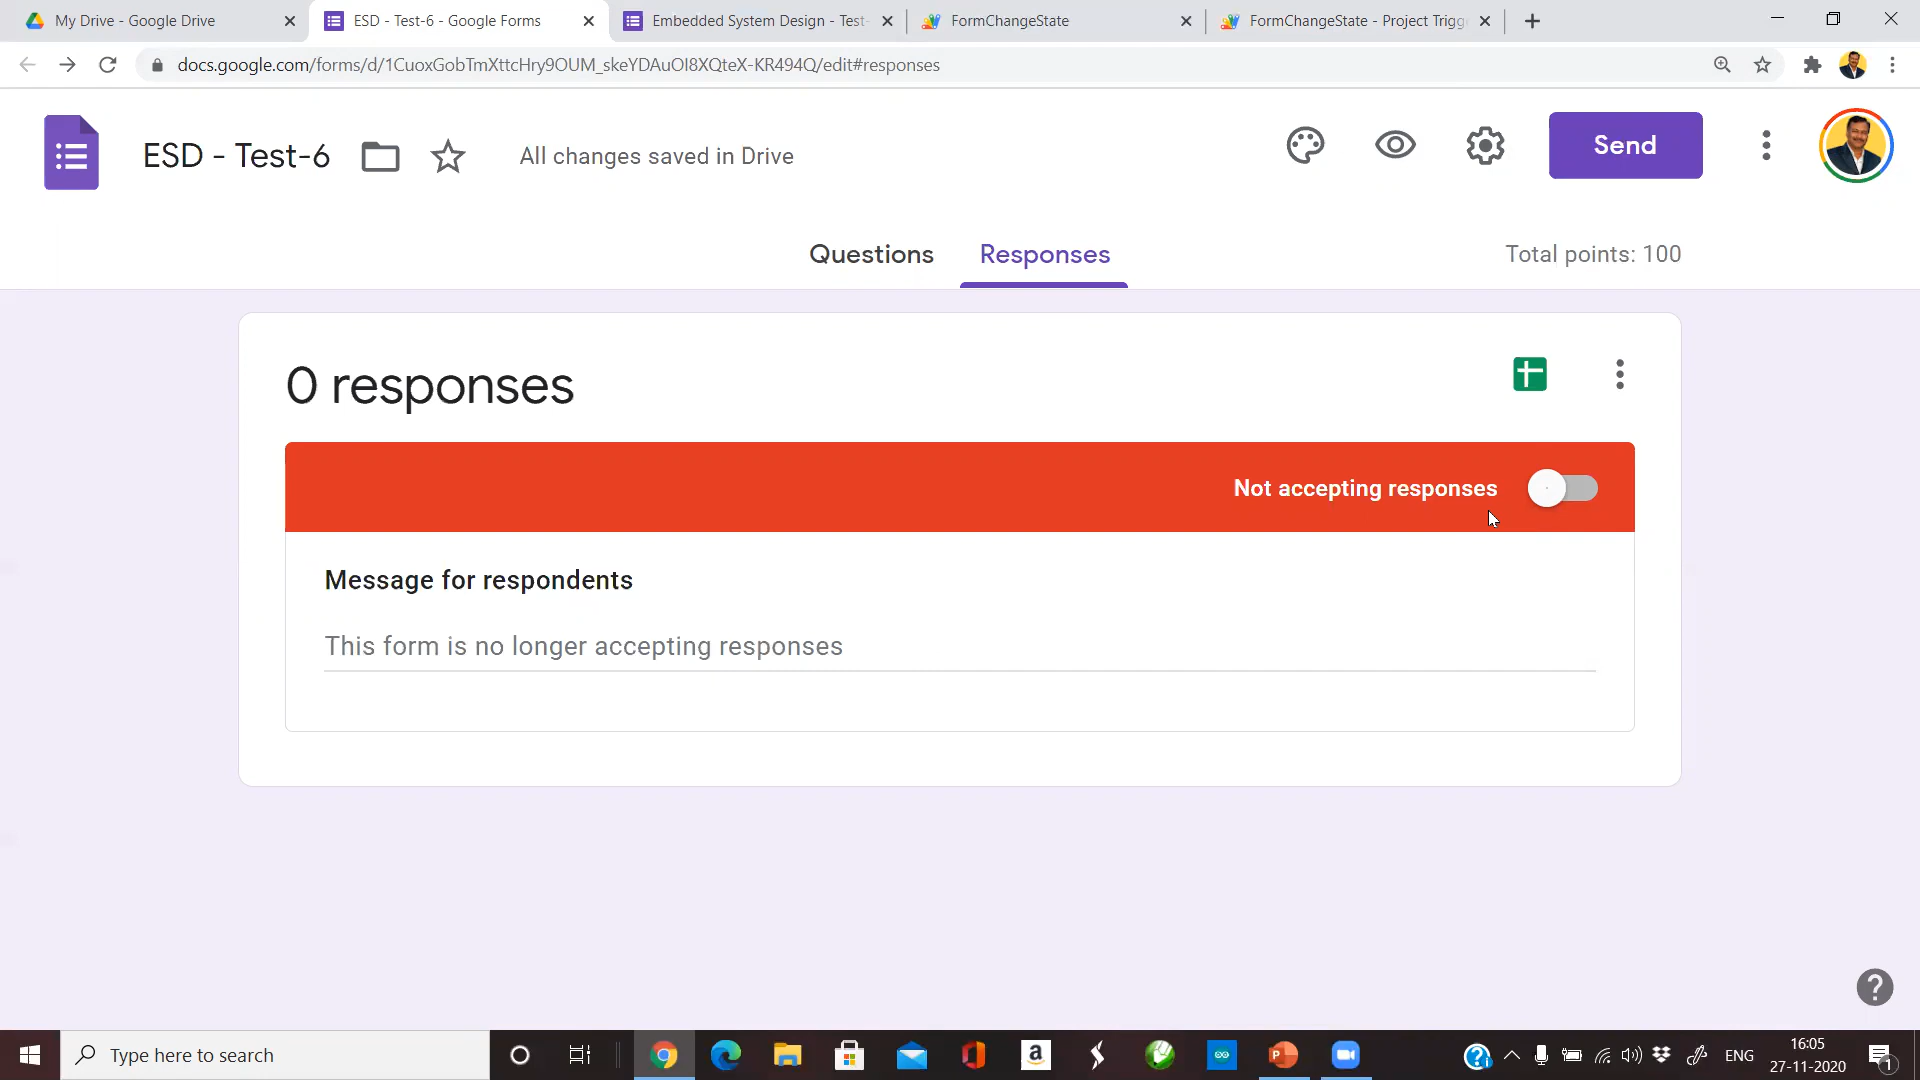 My Drive - Google Drive
ESD - Test-6 - Google Forms
Embedded System Design - Test-
FormChangeState
FormChangeState - Project Trigg
docs.google.com/forms/d/1CuoxGobTmXttcHry9OUM_skeYDAuOl8XQteX-KR494Q/edit#responses
ESD - Test-6
All changes saved in Drive
Send
Questions
Responses
Total points: 100
0 responses
Not accepting responses
Message for respondents
This form is no longer accepting responses
Type here to search
ENG
16:05
27-11-2020
1